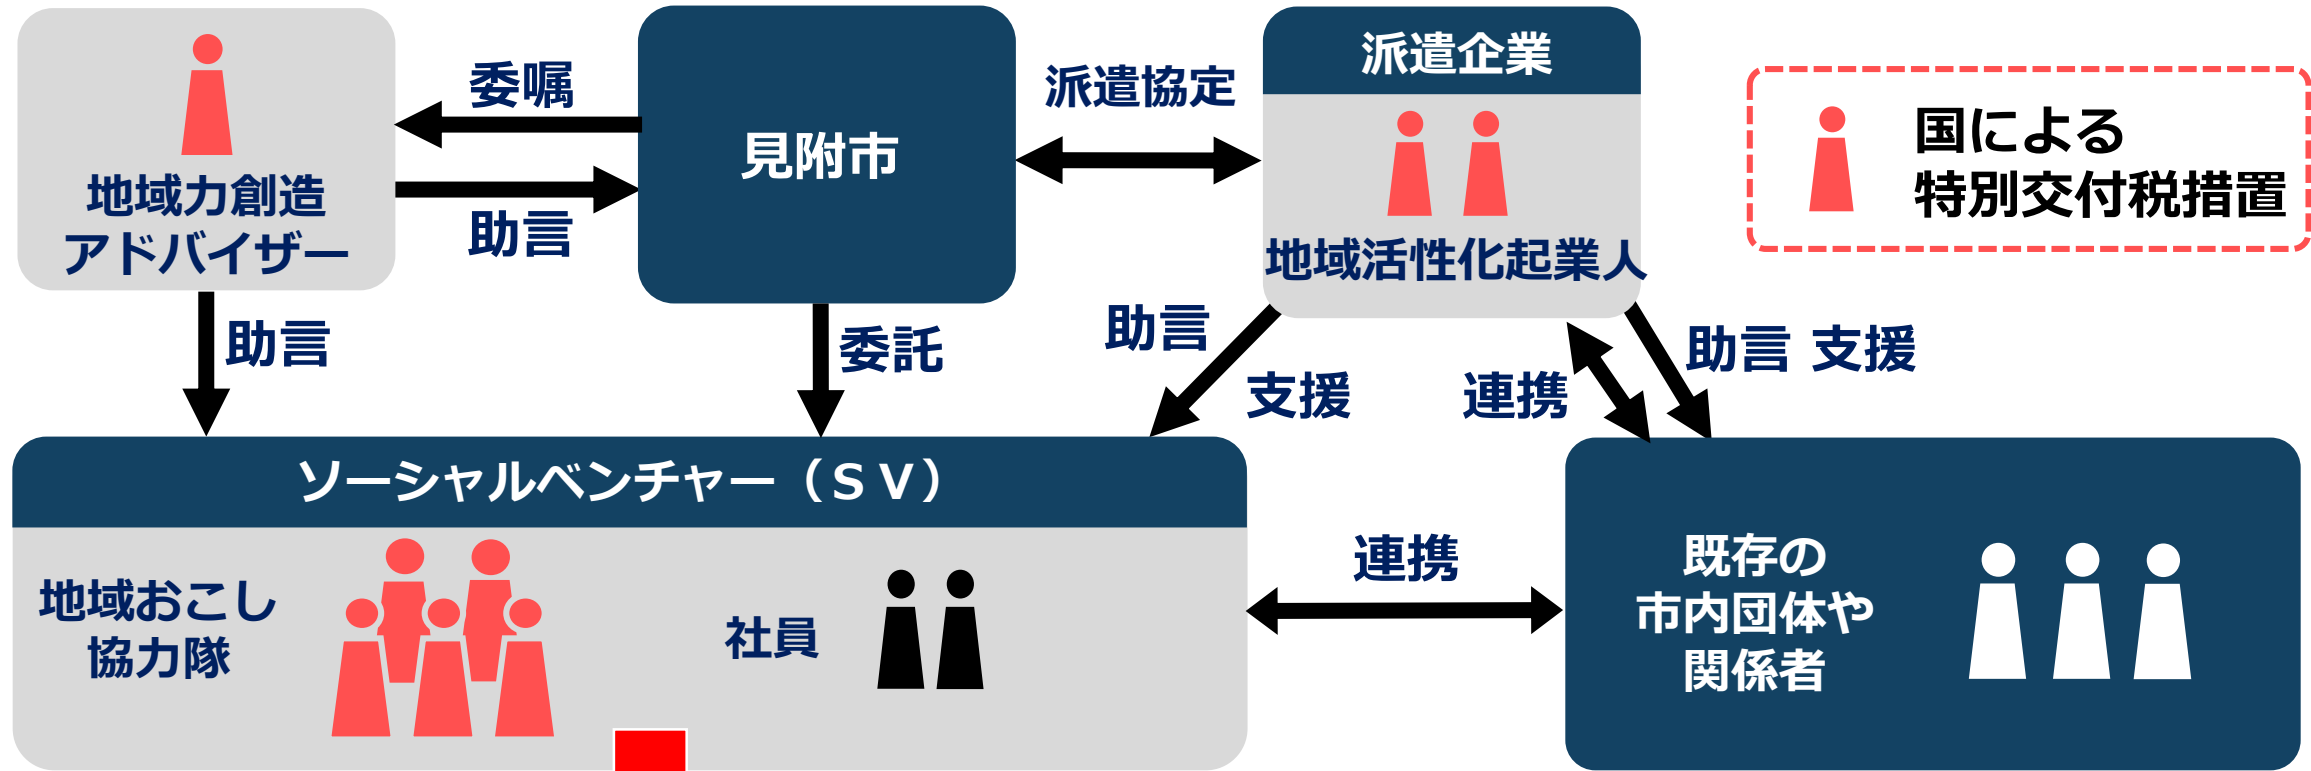 地域力創造
アドバイザー
委嘱
助言
見附市
派遣協定
派遣企業
地域活性化起業人
国による
特別交付税措置
助言
委託
助言
支援
連携
助言 支援
ソーシャルベンチャー（ＳＶ）
地域おこし
協力隊
社員
連携
既存の
市内団体や
関係者